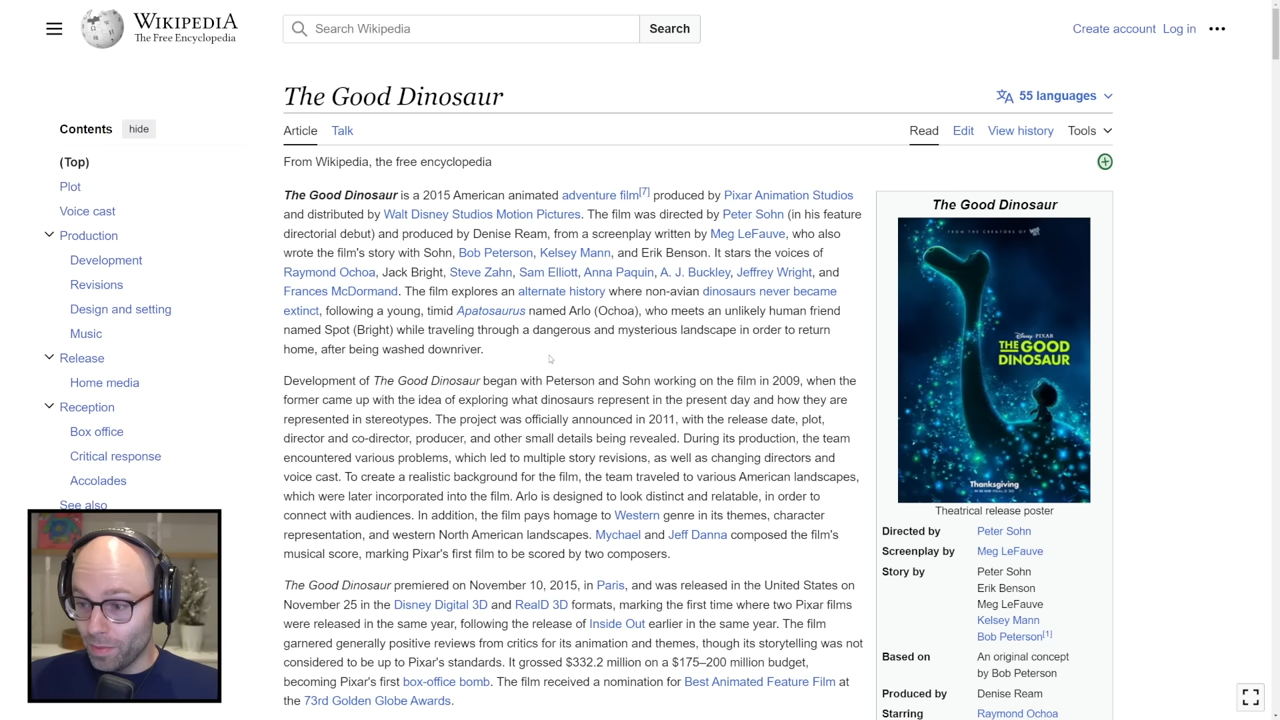 WIKIPEDIA
The Free Encyclopedia
Search Wikipedia
Search
Create account Log in
The Good Dinosaur
55 languages
Contents hide
(Top)
Plot
Voice cast
Production
Development
Revisions
Design and setting
Music
Release
Home media
Reception
Box office
Critical response
Accolades
See also
Article Talk
Read Edit View history Tools
From Wikipedia, the free encyclopedia
The Good Dinosaur is a 2015 American animated adventure film[7] produced by Pixar Animation Studios
and distributed by Walt Disney Studios Motion Pictures. The film was directed by Peter Sohn (in his feature
directorial debut) and produced by Denise Ream, from a screenplay written by Meg LeFauve, who also
wrote the film's story with Sohn, Bob Peterson, Kelsey Mann, and Erik Benson. It stars the voices of
Raymond Ochoa, Jack Bright, Steve Zahn, Sam Elliott, Anna Paquin, A. J. Buckley, Jeffrey Wright, and
Frances McDormand. The film explores an alternate history where non-avian dinosaurs never became
extinct, following a young, timid Apatosaurus named Arlo (Ochoa), who meets an unlikely human friend
named Spot (Bright) while traveling through a dangerous and mysterious landscape in order to return
home, after being washed downriver.
Development of The Good Dinosaur began with Peterson and Sohn working on the film in 2009, when the
former came up with the idea of exploring what dinosaurs represent in the present day and how they are
represented in stereotypes. The project was officially announced in 2011, with the release date, plot,
director and co-director, producer, and other small details being revealed. During its production, the team
encountered various problems, which led to multiple story revisions, as well as changing directors and
voice cast. To create a realistic background for the film, the team traveled to various American landscapes,
which were later incorporated into the film. Arlo is designed to look distinct and relatable, in order to
connect with audiences. In addition, the film pays homage to Western genre in its themes, character
representation, and western North American landscapes. Mychael and Jeff Danna composed the film's
musical score, marking Pixar's first film to be scored by two composers.
The Good Dinosaur premiered on November 10, 2015, in Paris, and was released in the United States on
November 25 in the Disney Digital 3D and RealD 3D formats, marking the first time where two Pixar films
were released in the same year, following the release of Inside Out earlier in the same year. The film
garnered generally positive reviews from critics for its animation and themes, though its storytelling was not
considered to be up to Pixar's standards. It grossed $332.2 million on a $175–200 million budget,
becoming Pixar's first box-office bomb. The film received a nomination for Best Animated Feature Film at
the 73rd Golden Globe Awards.
The Good Dinosaur
FROM THE CREATORS OF
Disney PIXAR
THE GOOD
DINOSAUR
Thanksgiving
Theatrical release poster
Directed by Peter Sohn
Screenplay by Meg LeFauve
Story by Peter Sohn
Erik Benson
Meg LeFauve
Kelsey Mann
Bob Peterson[1]
Based on An original concept
by Bob Peterson
Produced by Denise Ream
Starring Raymond Ochoa